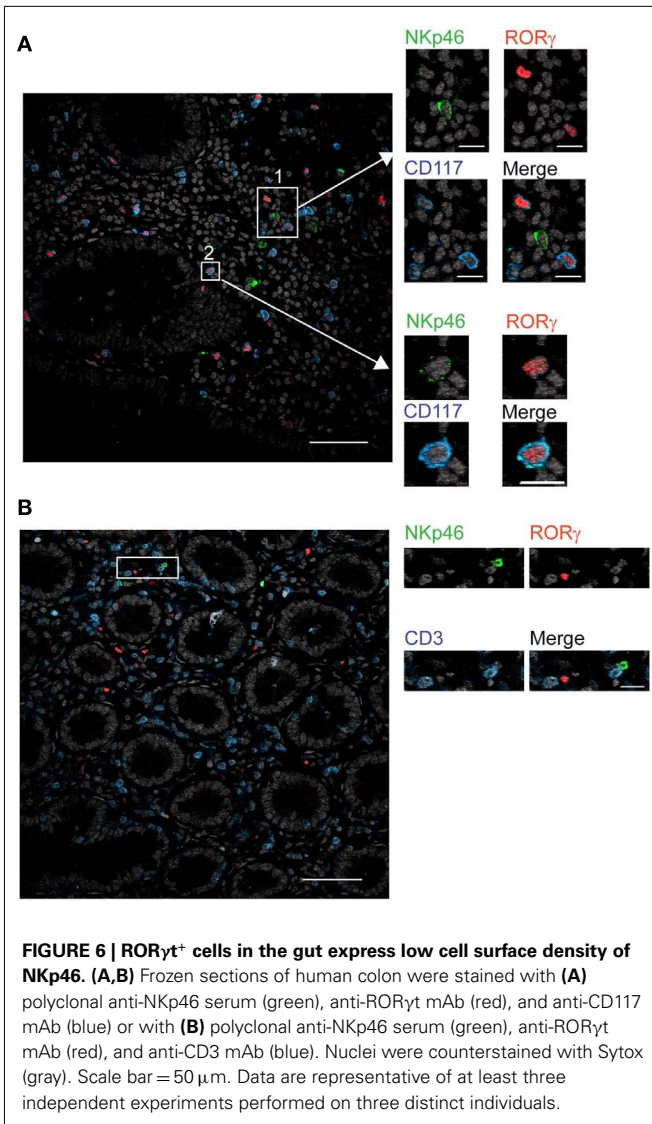 A
NKp46 RORγ
1
CD117 Merge
2
NKp46 RORγ
CD117 Merge
B
NKp46 RORγ
CD3 Merge
FIGURE 6 | RORγt⁺ cells in the gut express low cell surface density of
NKp46. (A,B) Frozen sections of human colon were stained with (A)
polyclonal anti-NKp46 serum (green), anti-RORγt mAb (red), and anti-CD117
mAb (blue) or with (B) polyclonal anti-NKp46 serum (green), anti-RORγt
mAb (red), and anti-CD3 mAb (blue). Nuclei were counterstained with Sytox
(gray). Scale bar = 50 μm. Data are representative of at least three
independent experiments performed on three distinct individuals.